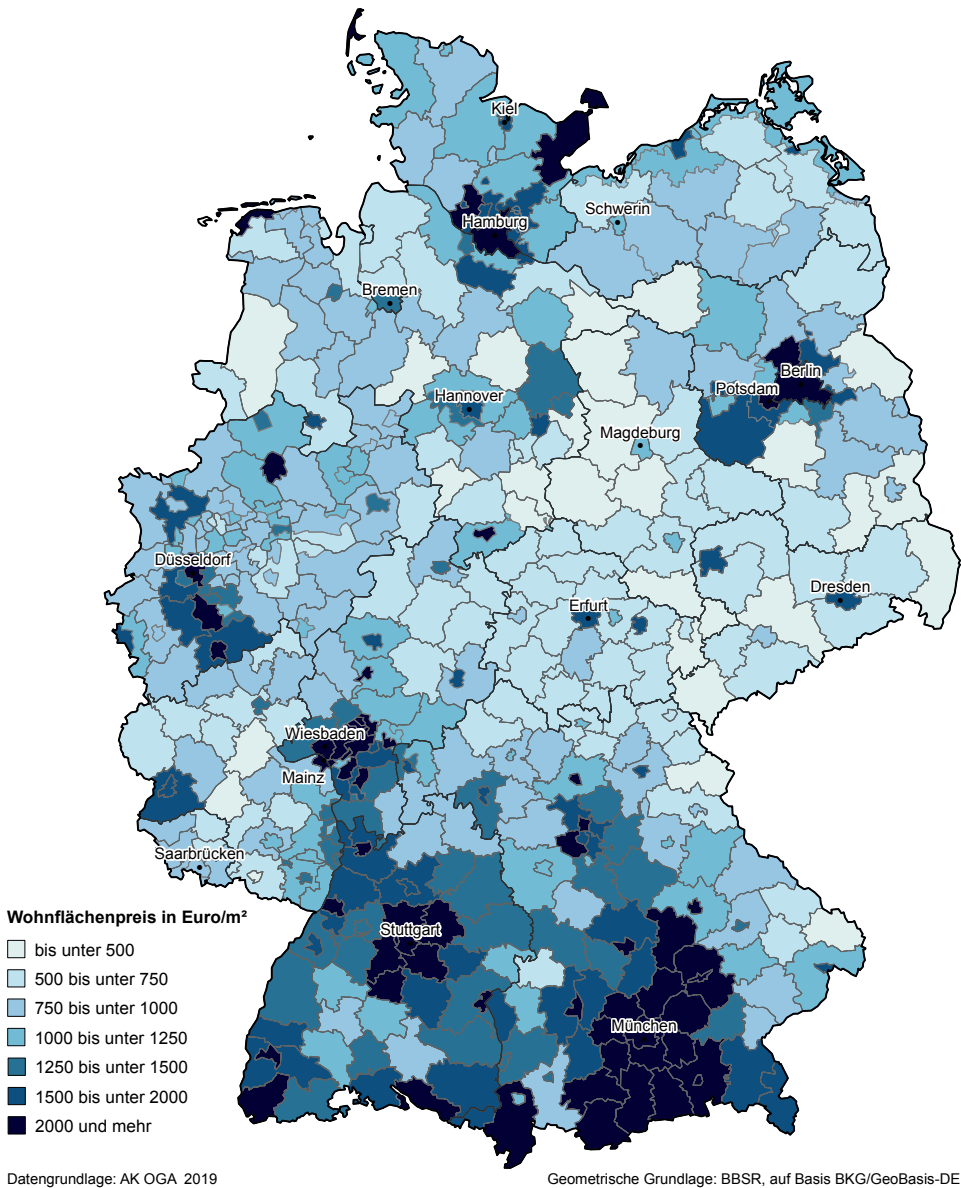 Kiel
Schwerin
Hamburg
Bremen
Berlin
Potsdam
Hannover
Magdeburg
Düsseldorf
Dresden
Erfurt
Wiesbaden
Mainz
Saarbrücken
Stuttgart
München
Wohnflächenpreis in Euro/m²
bis unter 500
500 bis unter 750
750 bis unter 1000
1000 bis unter 1250
1250 bis unter 1500
1500 bis unter 2000
2000 und mehr
Datengrundlage: AK OGA 2019
Geometrische Grundlage: BBSR, auf Basis BKG/GeoBasis-DE